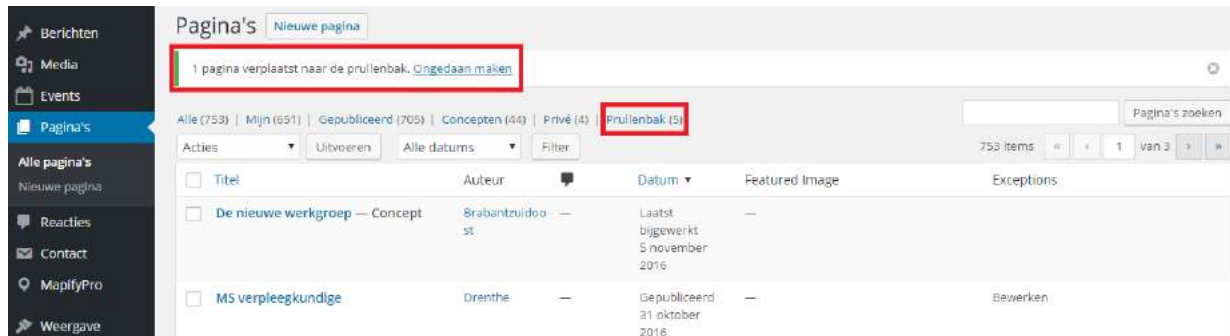 Berichten
Media
Events
Pagina's
Alle pagina's
Nieuwe pagina
Reacties
Contact
MapifyPro
Weergave
Pagina's Nieuwe pagina
1 pagina verplaatst naar de prullenbak. Ongedaan maken
Alle (753) | Mijn (651) | Gepubliceerd (705) | Concepten (44) | Privé (4) | Prullenbak (5)
Pagina's zoeken
Acties ▼ Uitvoeren Alle datums ▼ Filter
753 items « ‹ 1 van 3 › »
Titel Auteur Datum ▼ Featured Image Exceptions
De nieuwe werkgroep — Concept Brabantzuidoo — Laatst —
st bijgewerkt
5 november
2016
MS verpleegkundige Drenthe — Gepubliceerd — Bewerken
31 oktober
2016